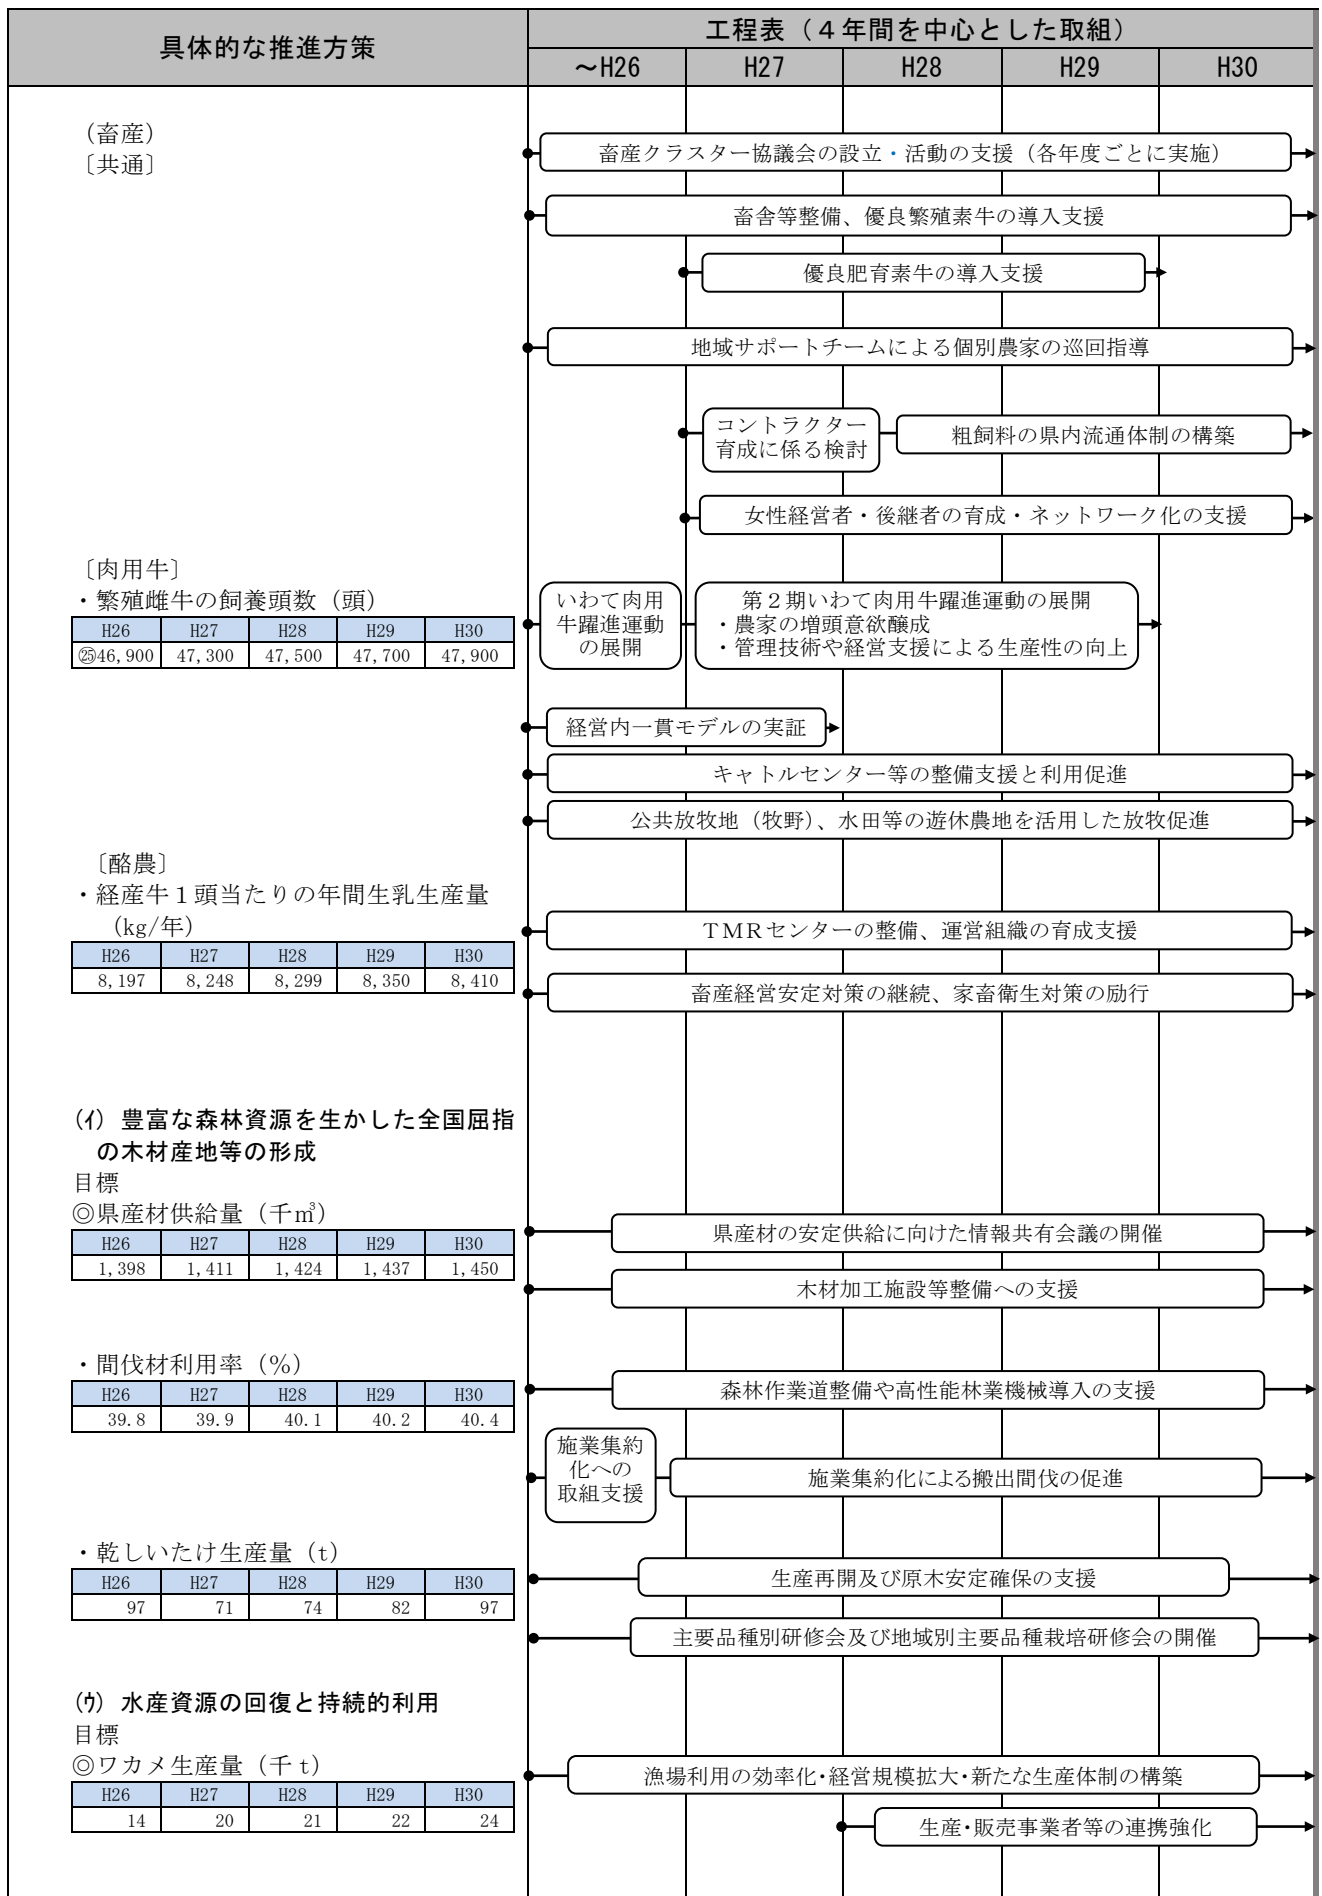 具体的な推進方策
工程表（４年間を中心とした取組）
～H26 H27 H28 H29 H30
（畜産）
〔共通〕
畜産クラスター協議会の設立・活動の支援（各年度ごとに実施）
畜舎等整備、優良繁殖素牛の導入支援
優良肥育素牛の導入支援
地域サポートチームによる個別農家の巡回指導
コントラクター
育成に係る検討
粗飼料の県内流通体制の構築
女性経営者・後継者の育成・ネットワーク化の支援
〔肉用牛〕
・繁殖雌牛の飼養頭数（頭）
H26 H27 H28 H29 H30
㉕46,900 47,300 47,500 47,700 47,900
いわて肉用
牛躍進運動
の展開
第２期いわて肉用牛躍進運動の展開
・農家の増頭意欲醸成
・管理技術や経営支援による生産性の向上
経営内一貫モデルの実証
キャトルセンター等の整備支援と利用促進
公共放牧地（牧野）、水田等の遊休農地を活用した放牧促進
〔酪農〕
・経産牛１頭当たりの年間生乳生産量
（kg/年）
H26 H27 H28 H29 H30
8,197 8,248 8,299 8,350 8,410
ＴＭＲセンターの整備、運営組織の育成支援
畜産経営安定対策の継続、家畜衛生対策の励行
(ｲ) 豊富な森林資源を生かした全国屈指
の木材産地等の形成
目標
◎県産材供給量（千㎥）
H26 H27 H28 H29 H30
1,398 1,411 1,424 1,437 1,450
県産材の安定供給に向けた情報共有会議の開催
木材加工施設等整備への支援
・間伐材利用率（％）
H26 H27 H28 H29 H30
39.8 39.9 40.1 40.2 40.4
森林作業道整備や高性能林業機械導入の支援
施業集約
化への
取組支援
施業集約化による搬出間伐の促進
・乾しいたけ生産量（t）
H26 H27 H28 H29 H30
97 71 74 82 97
生産再開及び原木安定確保の支援
主要品種別研修会及び地域別主要品種栽培研修会の開催
(ｳ) 水産資源の回復と持続的利用
目標
◎ワカメ生産量（千ｔ）
H26 H27 H28 H29 H30
14 20 21 22 24
漁場利用の効率化・経営規模拡大・新たな生産体制の構築
生産・販売事業者等の連携強化